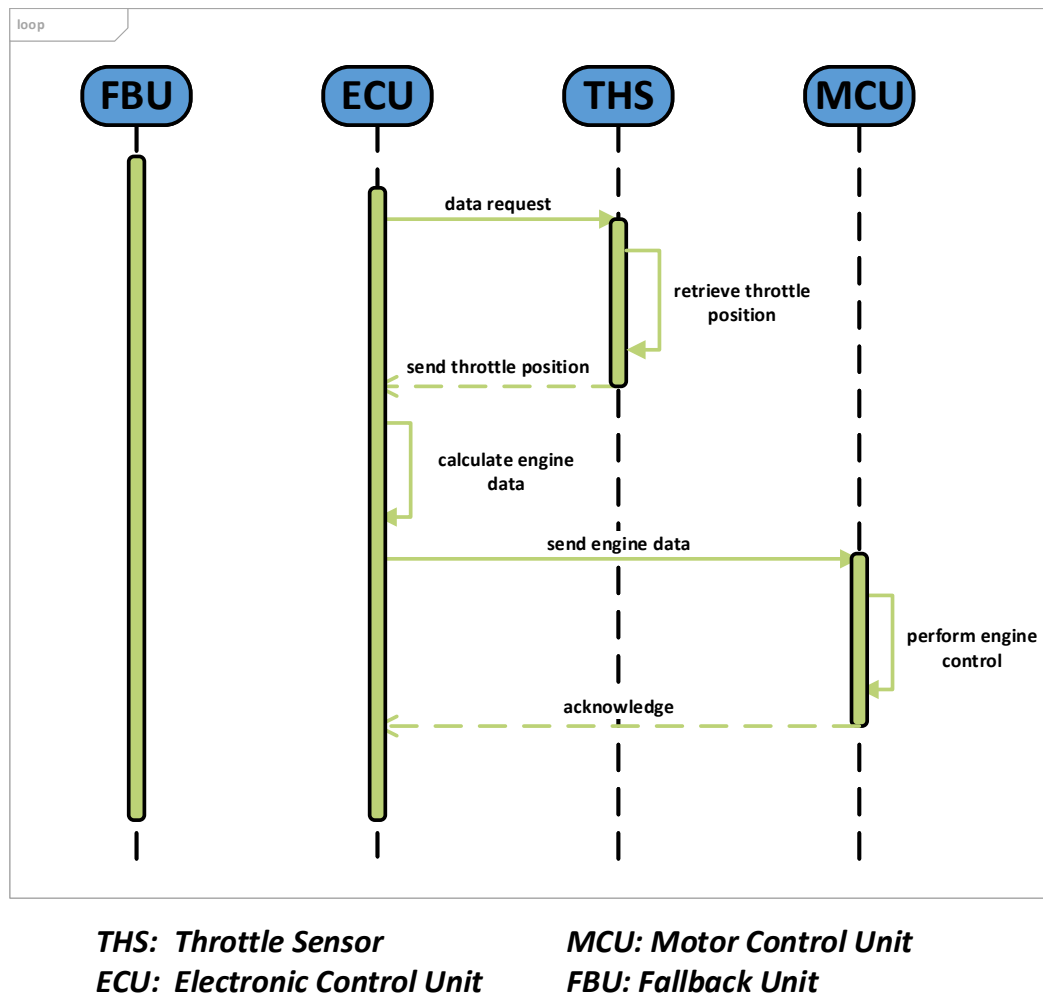 loop
FBU
ECU
THS
MCU
data request
retrieve throttle
position
send throttle position
calculate engine
data
send engine data
perform engine
control
acknowledge
THS: Throttle Sensor
MCU: Motor Control Unit
ECU: Electronic Control Unit
FBU: Fallback Unit